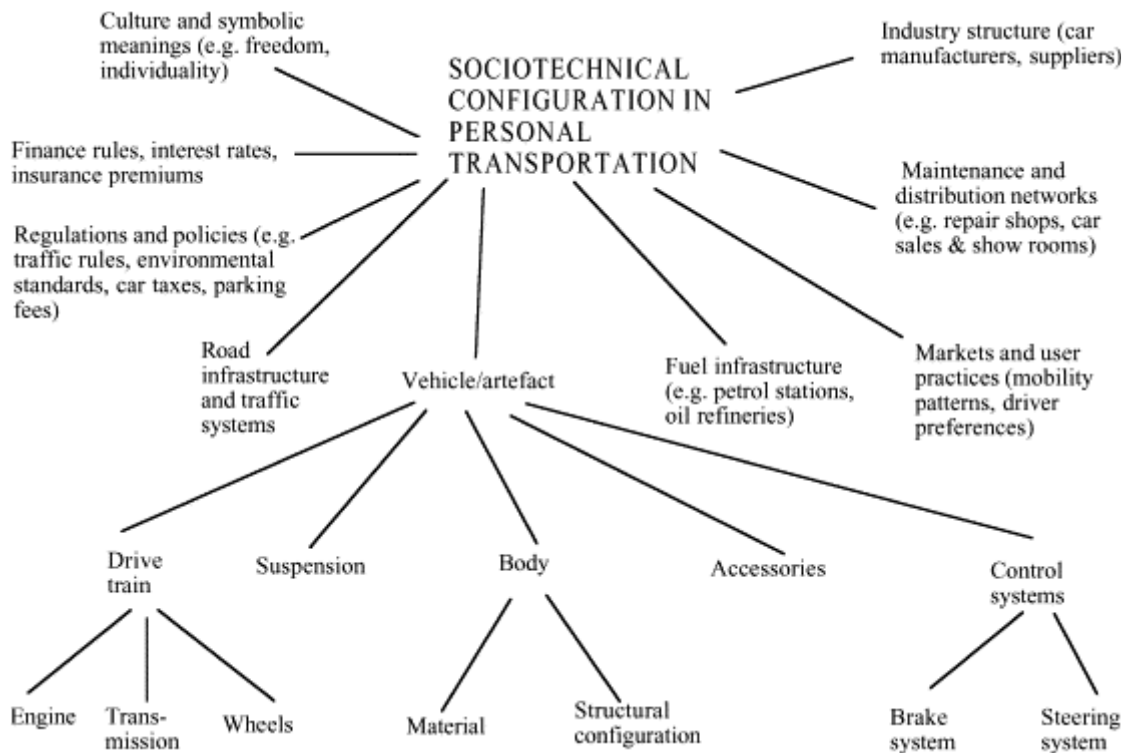 Culture and symbolic
meanings (e.g. freedom,
individuality)
SOCIOTECHNICAL
CONFIGURATION IN
PERSONAL
TRANSPORTATION
Industry structure (car
manufacturers, suppliers)
Finance rules, interest rates,
insurance premiums
Maintenance and
distribution networks
(e.g. repair shops, car
sales & show rooms)
Regulations and policies (e.g.
traffic rules, environmental
standards, car taxes, parking
fees)
Road
infrastructure
and traffic
systems
Vehicle/artefact
Fuel infrastructure
(e.g. petrol stations,
oil refineries)
Markets and user
practices (mobility
patterns, driver
preferences)
Drive
train
Suspension
Body
Accessories
Control
systems
Engine
Trans-
mission
Wheels
Material
Structural
configuration
Brake
system
Steering
system